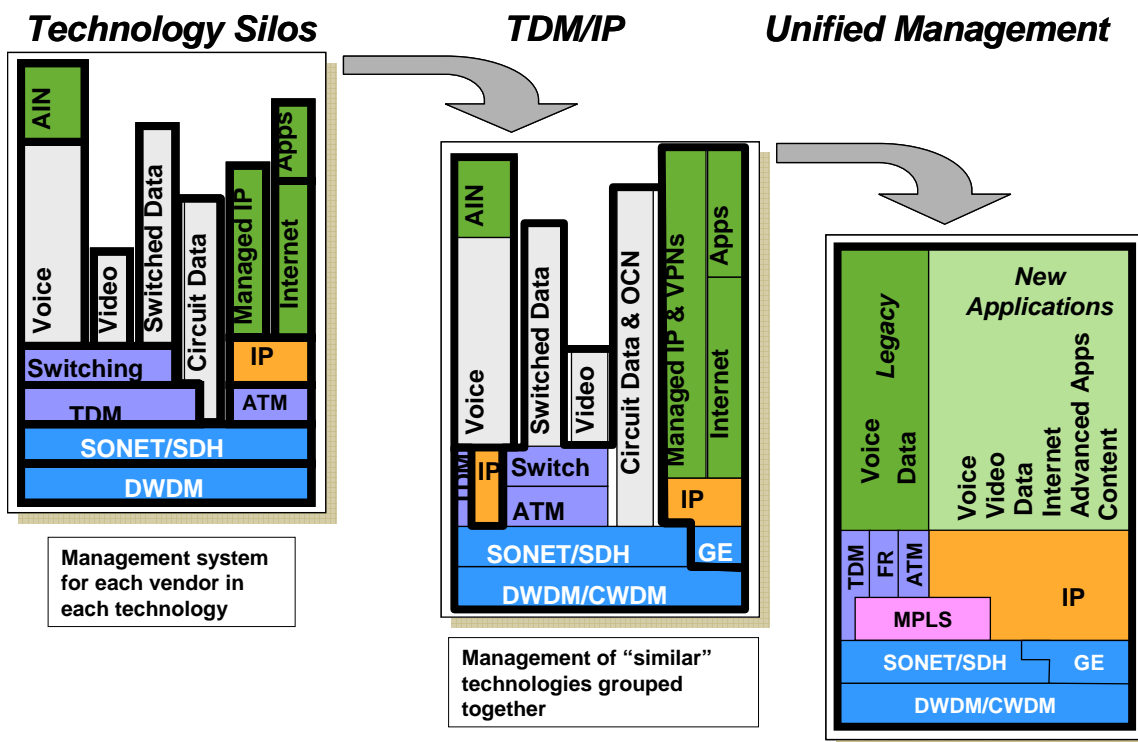 Technology Silos
TDM/IP
Unified Management
AIN
Voice
Video
Switched Data
Circuit Data
Managed IP
Apps
Internet
Switching
IP
TDM
ATM
SONET/SDH
DWDM
Management system
for each vendor in
each technology
AIN
Voice
Switched Data
Video
Circuit Data & OCN
Managed IP & VPNs
Apps
Internet
TDM
IP
Switch
ATM
IP
SONET/SDH
GE
DWDM/CWDM
Management of “similar”
technologies grouped
together
Legacy
Voice
Data
New
Applications
Voice
Video
Data
Internet
Advanced Apps
Content
TDM
FR
ATM
IP
MPLS
SONET/SDH
GE
DWDM/CWDM